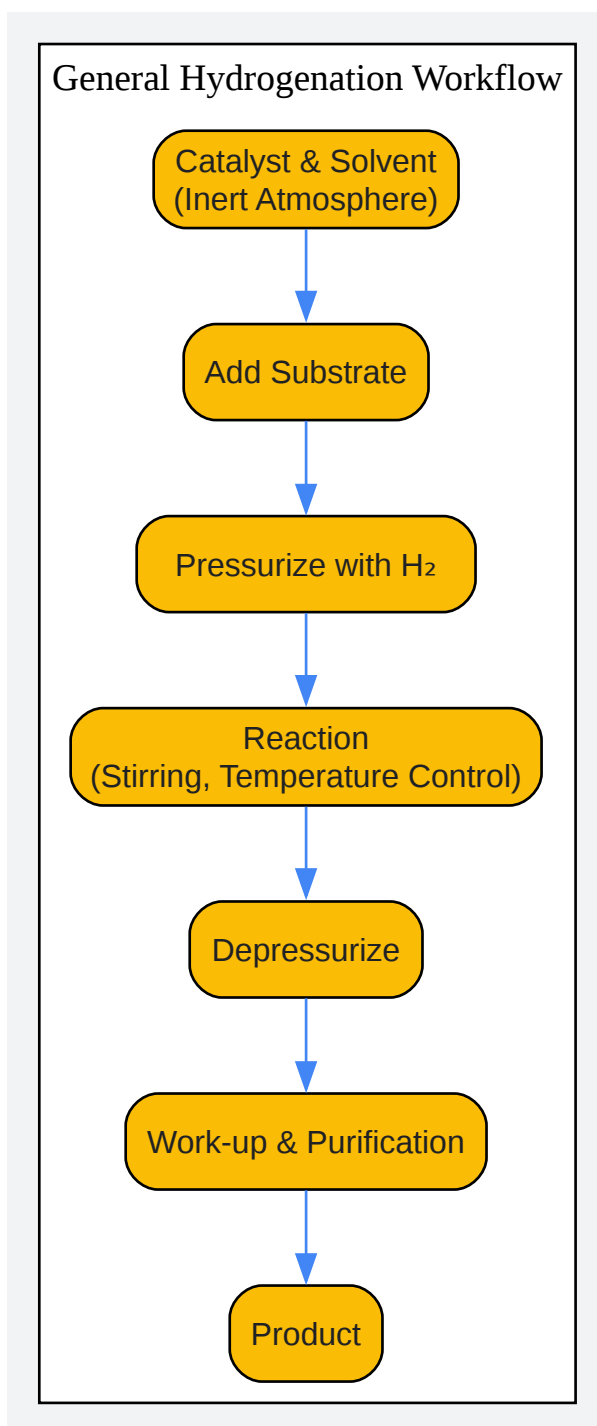 General Hydrogenation Workflow
Catalyst & Solvent
(Inert Atmosphere)
Add Substrate
Pressurize with H₂
Reaction
(Stirring, Temperature Control)
Depressurize
Work-up & Purification
Product